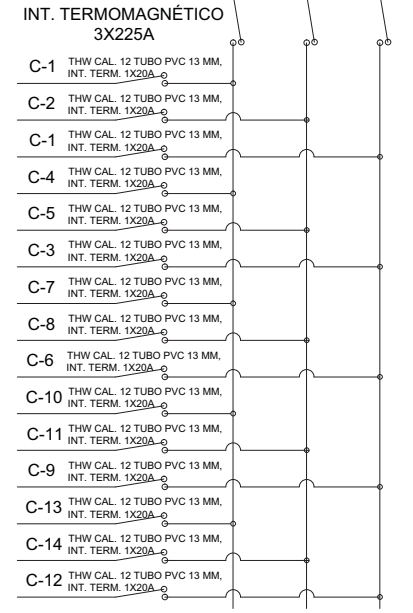 INT. TERMOMAGNÉTICO
3X225A
C-1 THW CAL. 12 TUBO PVC 13 MM,
INT. TERM. 1X20A
C-2 THW CAL. 12 TUBO PVC 13 MM,
INT. TERM. 1X20A
C-1 THW CAL. 12 TUBO PVC 13 MM,
INT. TERM. 1X20A
C-4 THW CAL. 12 TUBO PVC 13 MM,
INT. TERM. 1X20A
C-5 THW CAL. 12 TUBO PVC 13 MM,
INT. TERM. 1X20A
C-3 THW CAL. 12 TUBO PVC 13 MM,
INT. TERM. 1X20A
C-7 THW CAL. 12 TUBO PVC 13 MM,
INT. TERM. 1X20A
C-8 THW CAL. 12 TUBO PVC 13 MM,
INT. TERM. 1X20A
C-6 THW CAL. 12 TUBO PVC 13 MM,
INT. TERM. 1X20A
C-10 THW CAL. 12 TUBO PVC 13 MM,
INT. TERM. 1X20A
C-11 THW CAL. 12 TUBO PVC 13 MM,
INT. TERM. 1X20A
C-9 THW CAL. 12 TUBO PVC 13 MM,
INT. TERM. 1X20A
C-13 THW CAL. 12 TUBO PVC 13 MM,
INT. TERM. 1X20A
C-14 THW CAL. 12 TUBO PVC 13 MM,
INT. TERM. 1X20A
C-12 THW CAL. 12 TUBO PVC 13 MM,
INT. TERM. 1X20A